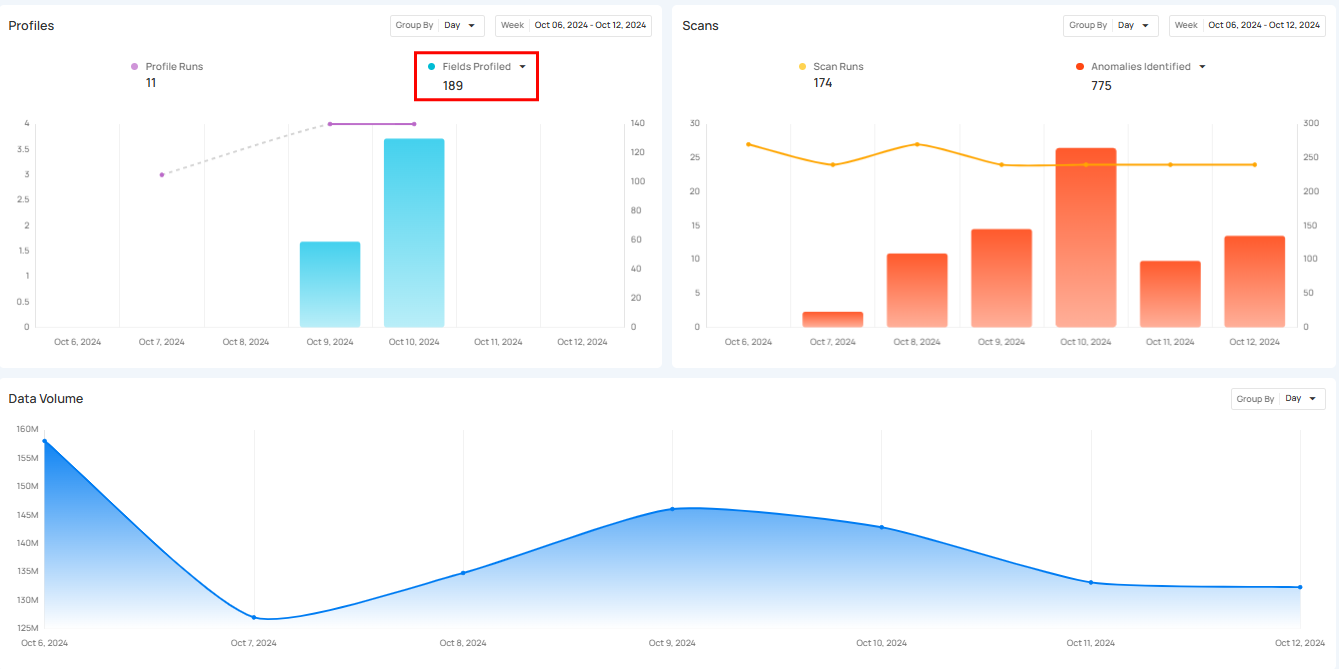 Profiles
Group By Day
Week Oct 06, 2024 - Oct 12, 2024
Profile Runs
11
Fields Profiled
189
4
3.5
3
2.5
2
1.5
1
0.5
0
140
120
100
80
60
40
20
0
Oct 6, 2024 Oct 7, 2024 Oct 8, 2024 Oct 9, 2024 Oct 10, 2024 Oct 11, 2024 Oct 12, 2024
Scans
Group By Day
Week Oct 06, 2024 - Oct 12, 2024
Scan Runs
174
Anomalies Identified
775
30
25
20
15
10
5
0
300
250
200
150
100
50
0
Oct 6, 2024 Oct 7, 2024 Oct 8, 2024 Oct 9, 2024 Oct 10, 2024 Oct 11, 2024 Oct 12, 2024
Data Volume
Group By Day
160M
155M
150M
145M
140M
135M
130M
125M
Oct 6, 2024 Oct 7, 2024 Oct 8, 2024 Oct 9, 2024 Oct 10, 2024 Oct 11, 2024 Oct 12, 2024